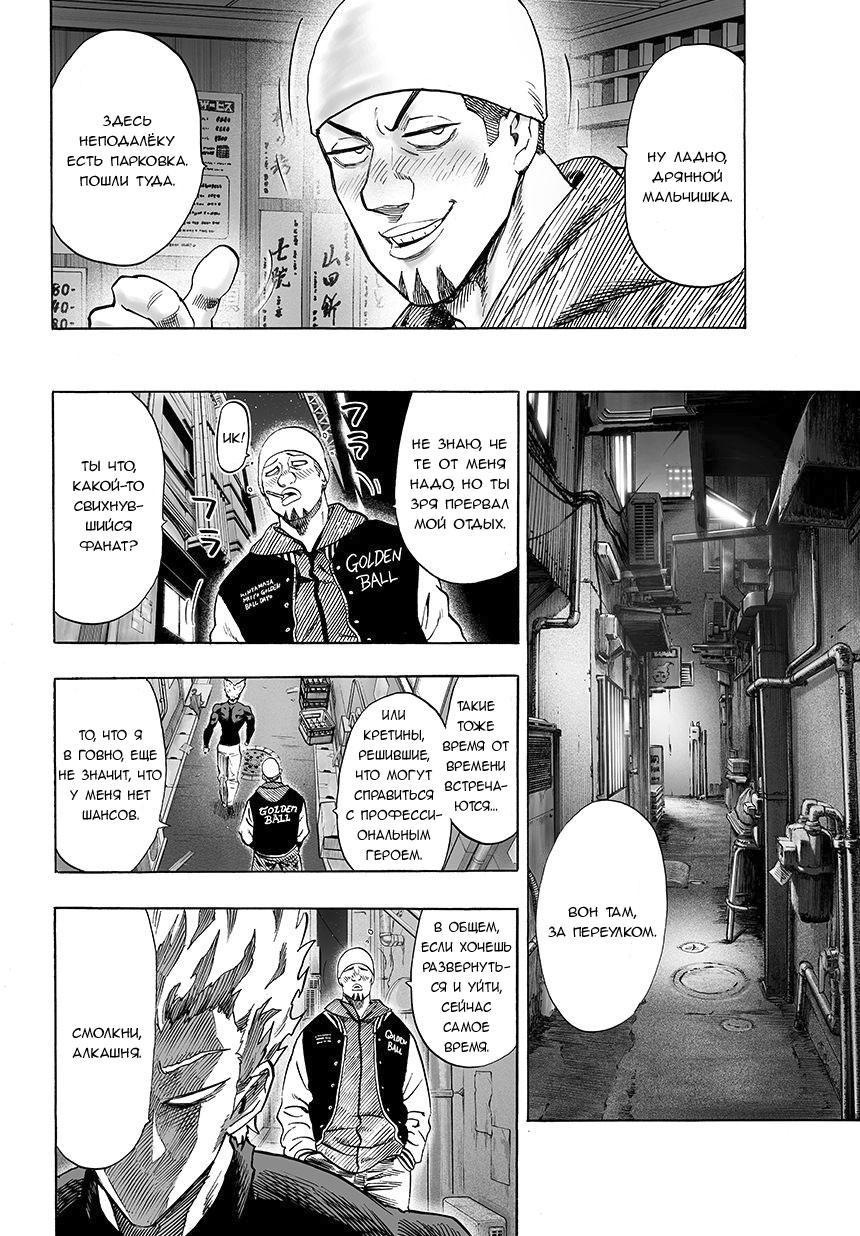 НУ ЛАДНО,
ДРЯННОЙ
МАЛЬЧИШКА.
ЗДЕСЬ
НЕПОДАЛЁКУ
ЕСТЬ ПАРКОВКА.
ПОШЛИ ТУДА.
80-
40-
80-
ВОН ТАМ,
ЗА ПЕРЕУЛКОМ.
НЕ ЗНАЮ, ЧЕ
ТЕ ОТ МЕНЯ
НАДО, НО ТЫ
ЗРЯ ПРЕРВАЛ
МОЙ ОТДЫХ.
ИК!
ТЫ ЧТО,
КАКОЙ-ТО
СВИХНУВ-
ШИЙСЯ
ФАНАТ?
GOLDEN
BALL
ТАКИЕ
ТОЖЕ
ВРЕМЯ ОТ
ВРЕМЕНИ
ВСТРЕЧА-
ЮТСЯ...
ИЛИ
КРЕТИНЫ,
РЕШИВШИЕ,
ЧТО МОГУТ
СПРАВИТЬСЯ
С ПРОФЕССИ-
ОНАЛЬНЫМ
ГЕРОЕМ.
ТО, ЧТО Я
В ГОВНО, ЕЩЕ
НЕ ЗНАЧИТ, ЧТО
У МЕНЯ НЕТ
ШАНСОВ.
GOLDEN
BALL
В ОБЩЕМ,
ЕСЛИ ХОЧЕШЬ
РАЗВЕРНУТЬ-
СЯ И УЙТИ,
СЕЙЧАС
САМОЕ
ВРЕМЯ.
GOLDEN
BALL
СМОЛКНИ,
АЛКАШНЯ.